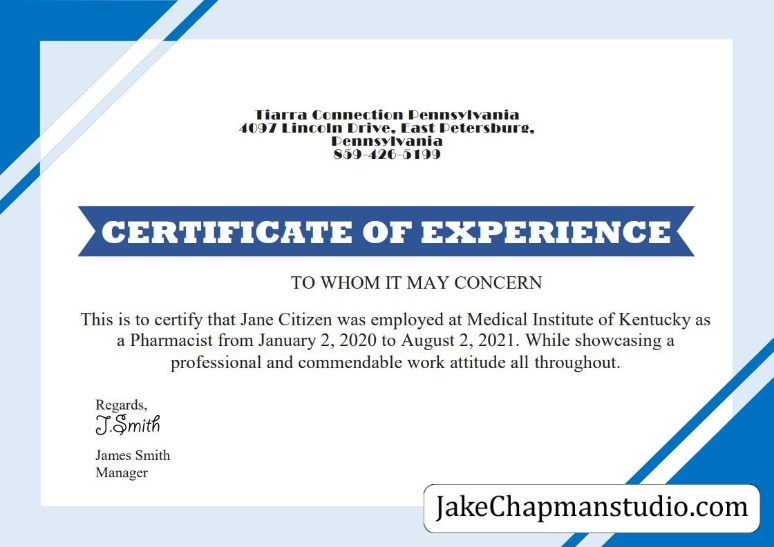 Tiarra Connection Pennsylvania
4097 Lincoln Drive, East Petersburg,
Pennsylvania
859-426-5199
CERTIFICATE OF EXPERIENCE
TO WHOM IT MAY CONCERN
This is to certify that Jane Citizen was employed at Medical Institute of Kentucky as
a Pharmacist from January 2, 2020 to August 2, 2021. While showcasing a
professional and commendable work attitude all throughout.
Regards,
J.Smith
James Smith
Manager
JakeChapmanstudio.com